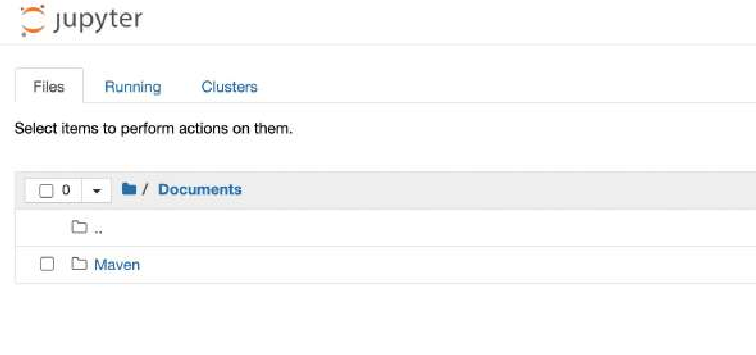 jupyter
Files Running Clusters
Select items to perform actions on them.
0 / Documents
..
Maven